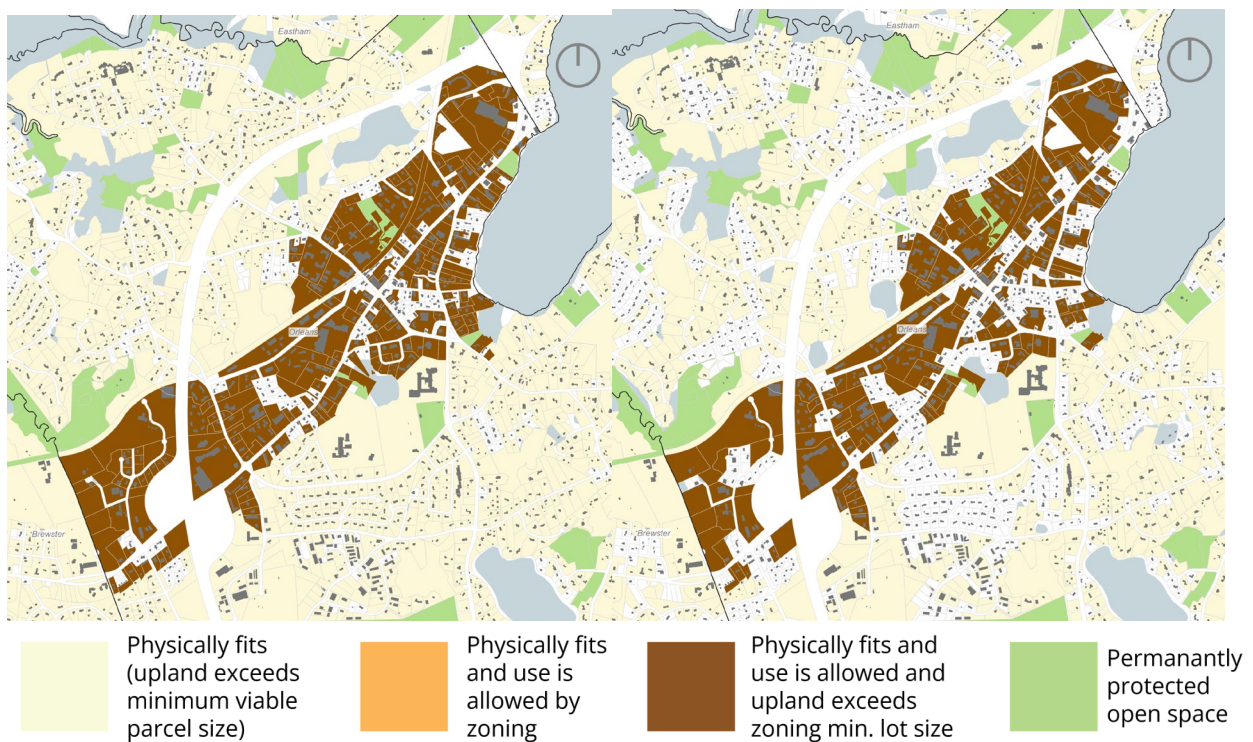 Eastham
Eastham
Orleans
Orleans
Brewster
Brewster
Physically fits
(upland exceeds
minimum viable
parcel size)
Physically fits
and use is
allowed by
zoning
Physically fits and
use is allowed and
upland exceeds
zoning min. lot size
Permanantly
protected
open space